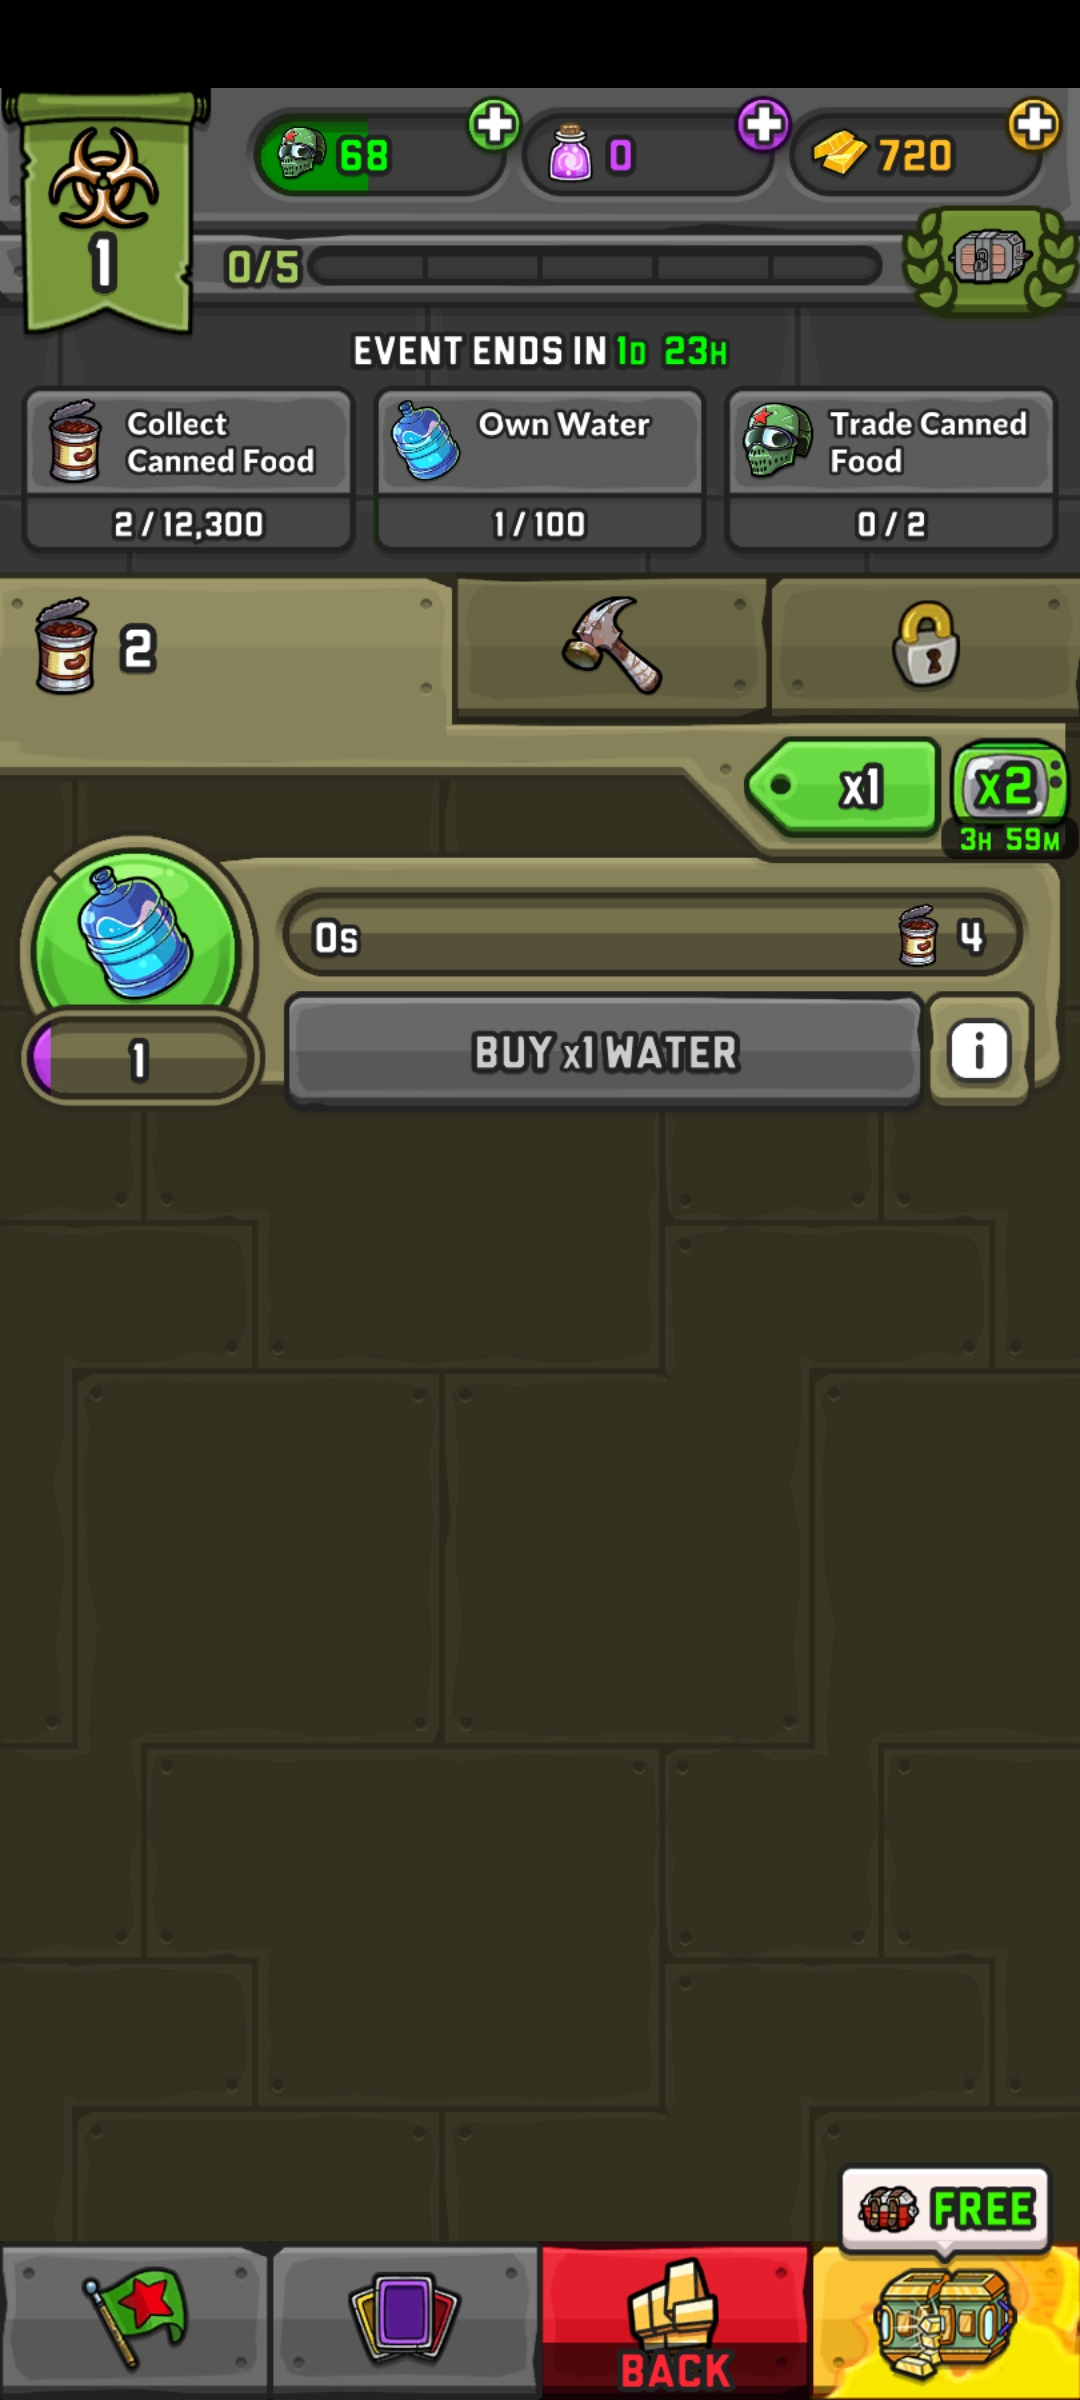 68
0
720
1
0/5
EVENT ENDS IN 1D 23H
Collect
Canned Food
2 / 12,300
Own Water
1 / 100
Trade Canned
Food
0 / 2
2
x1
x2
3H 59M
0s
4
1
BUY x1 WATER
i
FREE
BACK